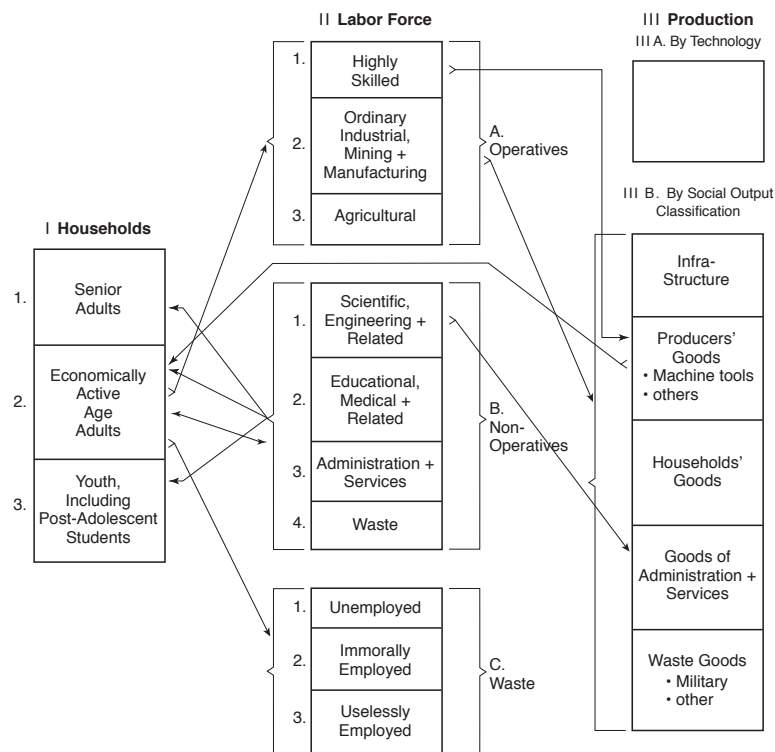 I Households
1. Senior
Adults
2. Economically
Active
Age
Adults
3. Youth,
Including
Post-Adolescent
Students
II Labor Force
1. Highly
Skilled
2. Ordinary
Industrial,
Mining +
Manufacturing
3. Agricultural
A.
Operatives
1. Scientific,
Engineering +
Related
2. Educational,
Medical +
Related
3. Administration +
Services
4. Waste
B.
Non-
Operatives
1. Unemployed
2. Immorally
Employed
3. Uselessly
Employed
C.
Waste
III Production
III A. By Technology
III B. By Social Output
Classification
Infra-
Structure
Producers'
Goods
• Machine tools
• others
Households'
Goods
Goods of
Administration +
Services
Waste Goods
• Military
• other